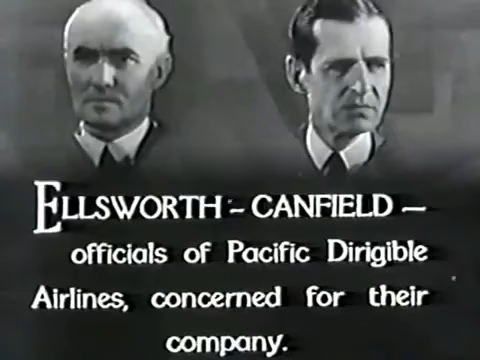 ELLSWORTH - CANFIELD —
officials of Pacific Dirigible
Airlines, concerned for their
company.